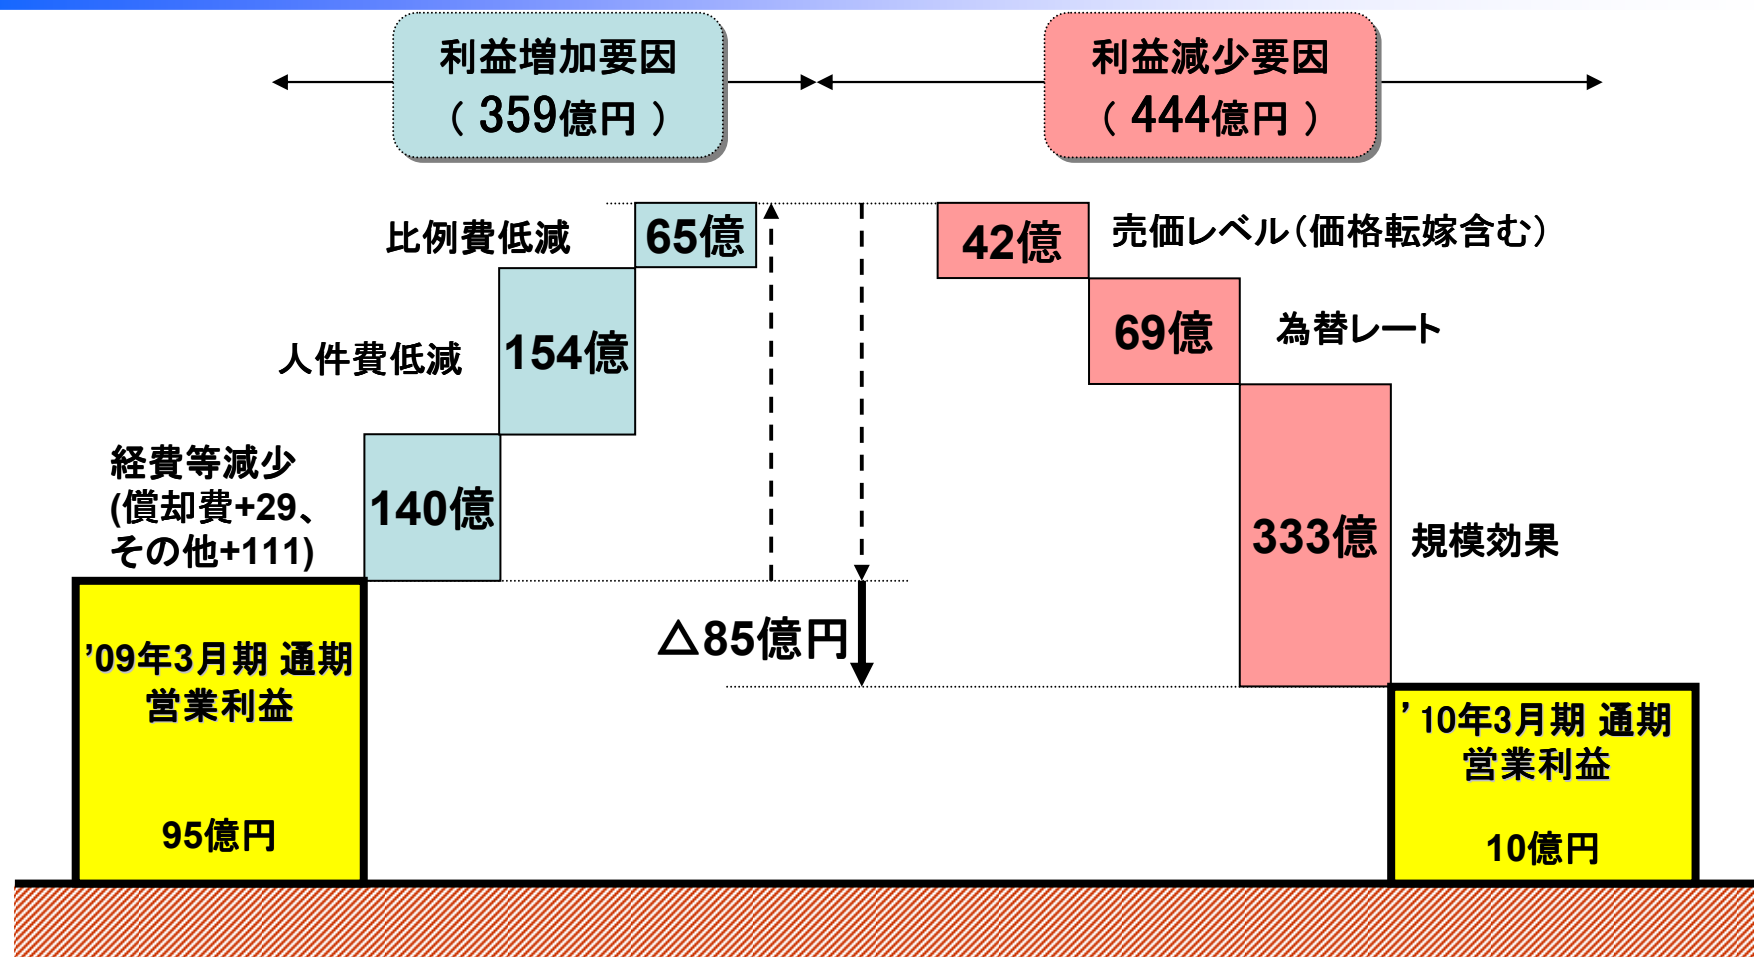 利益増加要因
（ 359億円 ）
利益減少要因
（ 444億円 ）
比例費低減
65億
42億
売価レベル（価格転嫁含む）
人件費低減
154億
69億
為替レート
経費等減少
(償却費+29、
その他+111)
140億
333億
規模効果
△85億円
’09年3月期 通期
営業利益
95億円
’10年3月期 通期
営業利益
10億円